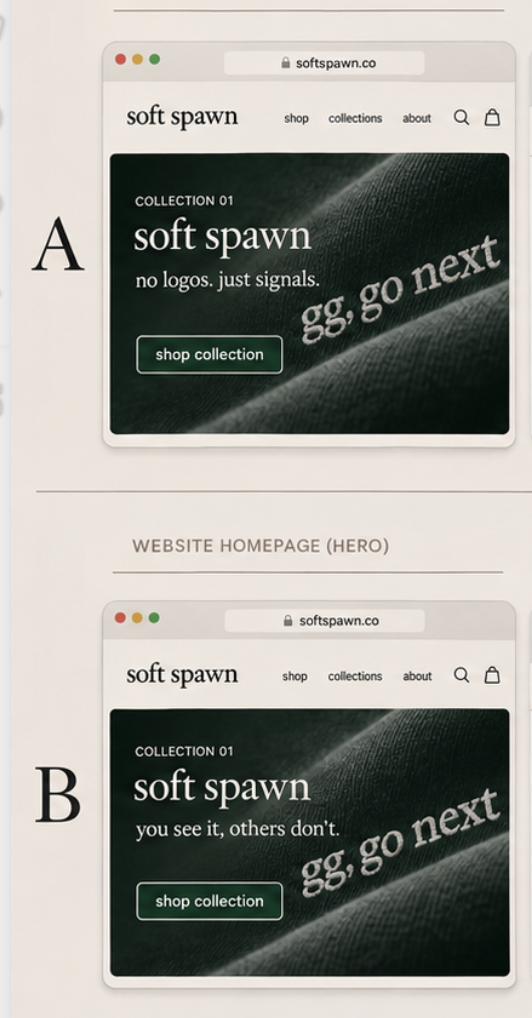 softspawn.co
soft spawn
shop collections about
COLLECTION 01
soft spawn
no logos. just signals.
gg, go next
shop collection
A
WEBSITE HOMEPAGE (HERO)
softspawn.co
soft spawn
shop collections about
COLLECTION 01
soft spawn
you see it, others don't.
gg, go next
shop collection
B